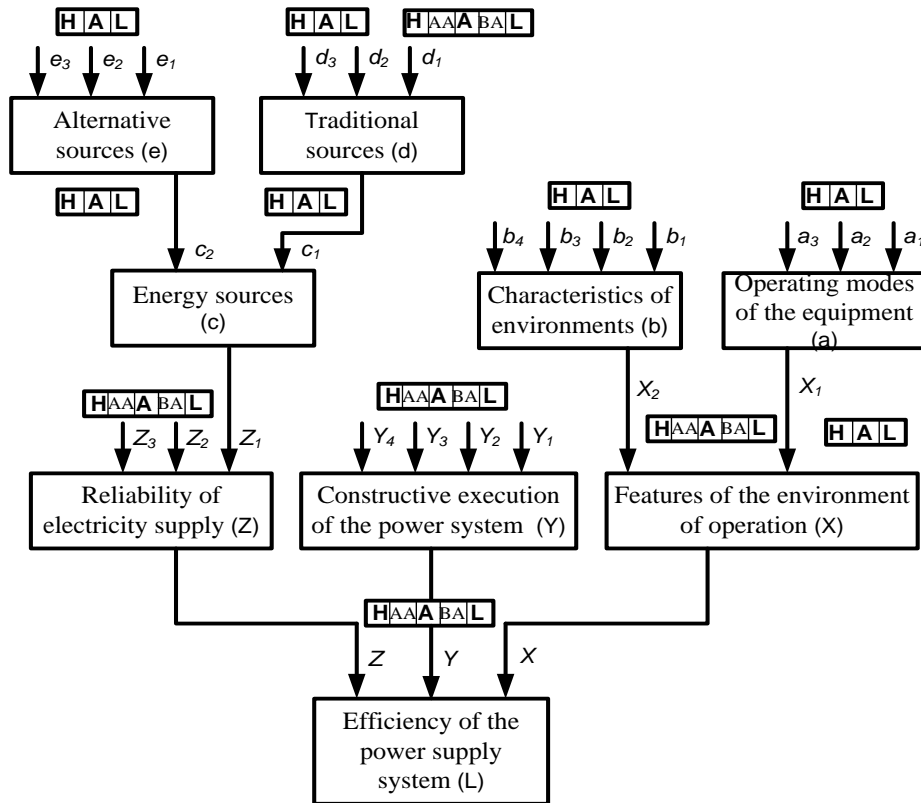 H A L
H A L
H AA A BA L
e3 e2 e1
d3 d2 d1
Alternative
sources (e)
Traditional
sources (d)
H A L
H A L
H A L
H A L
c2
c1
b4 b3 b2 b1
a3 a2 a1
Energy sources
(c)
Characteristics of
environments (b)
Operating modes
of the equipment
(a)
H AA A BA L
H AA A BA L
X2
X1
H AA A BA L
H A L
Z3 Z2 Z1
Y4 Y3 Y2 Y1
Reliability of
electricity supply (Z)
Constructive execution
of the power system (Y)
Features of the environment
of operation (X)
H AA A BA L
Z Y X
Efficiency of the
power supply
system (L)